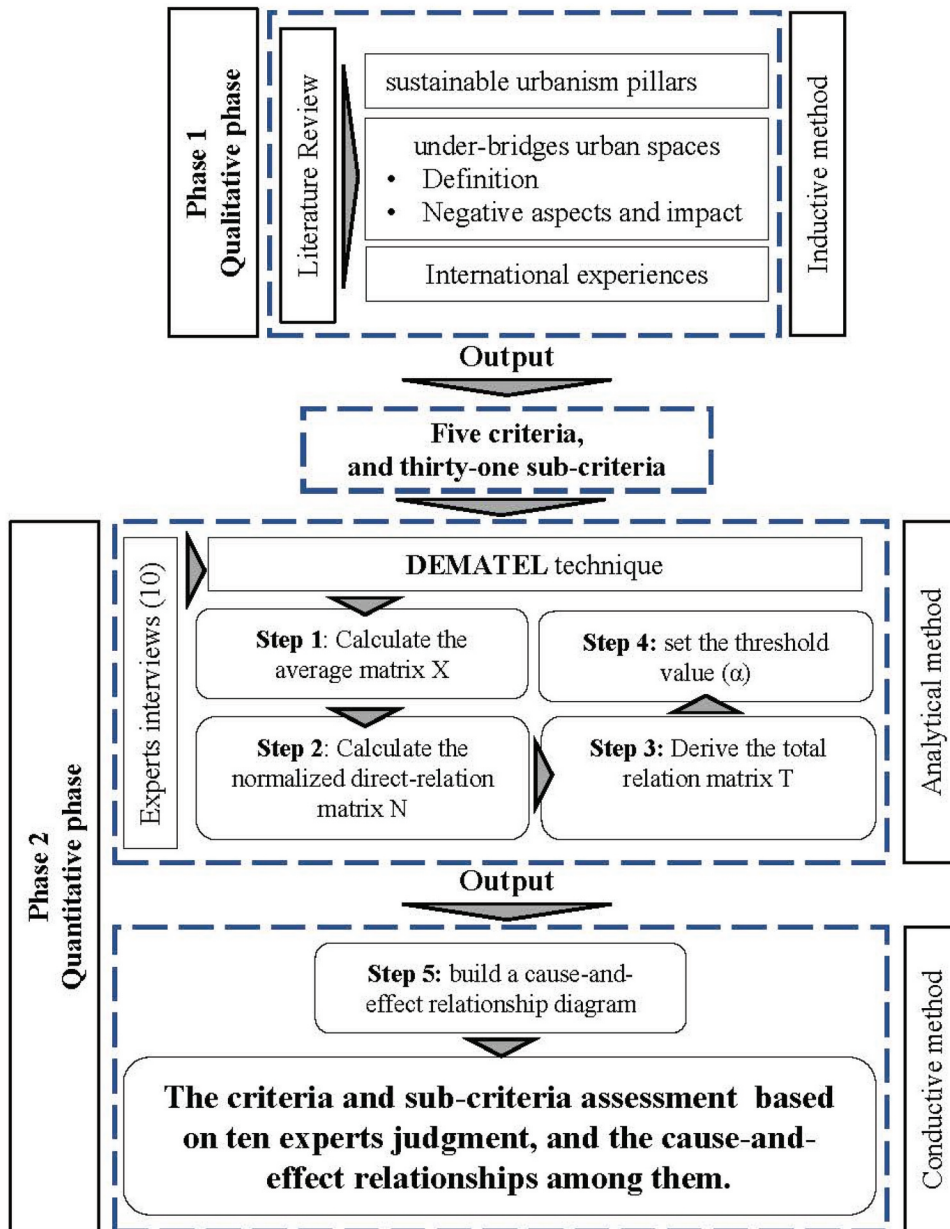 Phase 1
Qualitative phase
Literature Review
sustainable urbanism pillars
under-bridges urban spaces
• Definition
• Negative aspects and impact
International experiences
Inductive method
Output
Five criteria,
and thirty-one sub-criteria
Phase 2
Quantitative phase
Experts interviews (10)
DEMATEL technique
Step 1: Calculate the
average matrix X
Step 2: Calculate the
normalized direct-relation
matrix N
Step 3: Derive the total
relation matrix T
Step 4: set the threshold
value (α)
Analytical method
Output
Step 5: build a cause-and-
effect relationship diagram
The criteria and sub-criteria assessment based
on ten experts judgment, and the cause-and-
effect relationships among them.
Conductive method